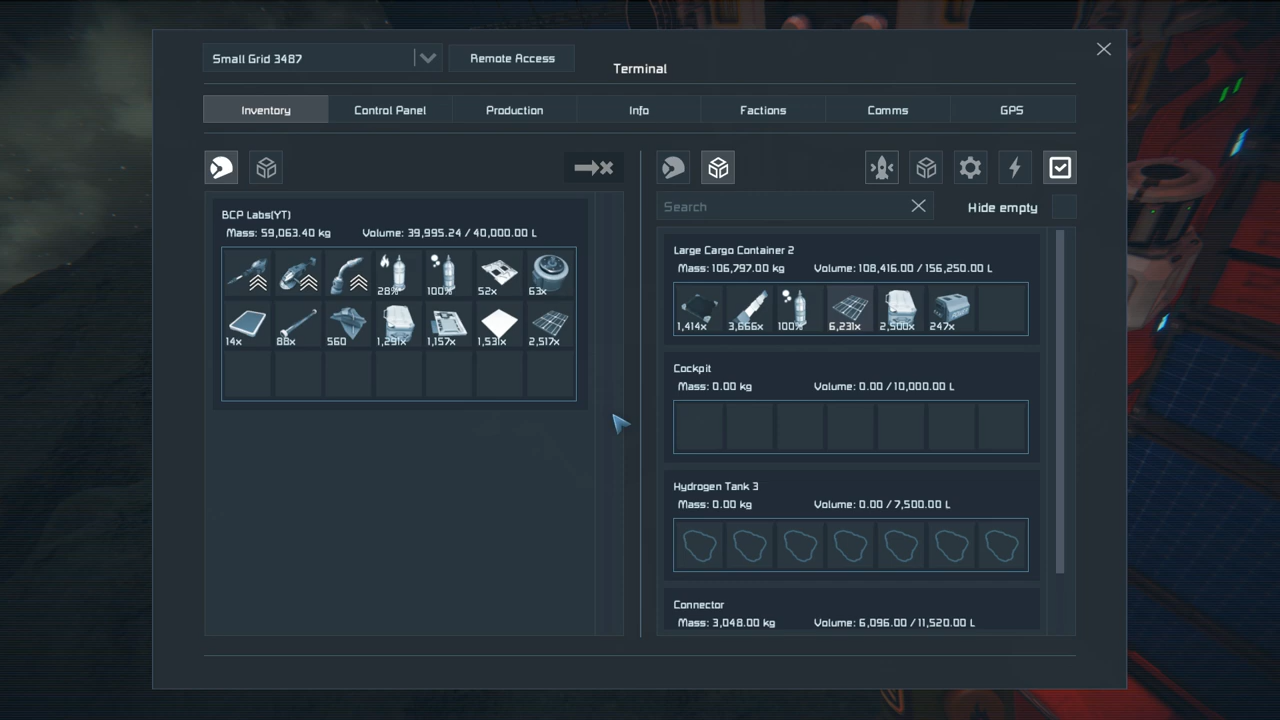 Small Grid 3487
Remote Access
Terminal
Inventory
Control Panel
Production
Info
Factions
Comms
GPS
BCP Labs(YT)
Mass: 59,063.40 kg Volume: 39,995.24 / 40,000.00 L
28% 100% 52x 63x
14x 88x 560 1,291x 1,157x 1,531x 2,517x
Search
Hide empty
Large Cargo Container 2
Mass: 106,797.00 kg Volume: 108,416.00 / 156,250.00 L
1,414x 3,666x 100% 6,231x 2,500x 247x
Cockpit
Mass: 0.00 kg Volume: 0.00 / 10,000.00 L
Hydrogen Tank 3
Mass: 0.00 kg Volume: 0.00 / 7,500.00 L
Connector
Mass: 3,048.00 kg Volume: 6,096.00 / 11,520.00 L